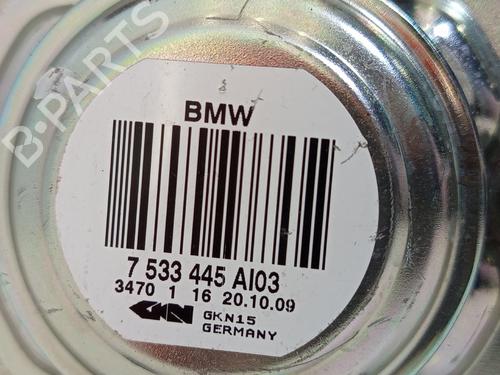 B-PARTS
BMW
7 533 445 AI03
3470 1 16 20.10.09
GKN GKN15
GERMANY